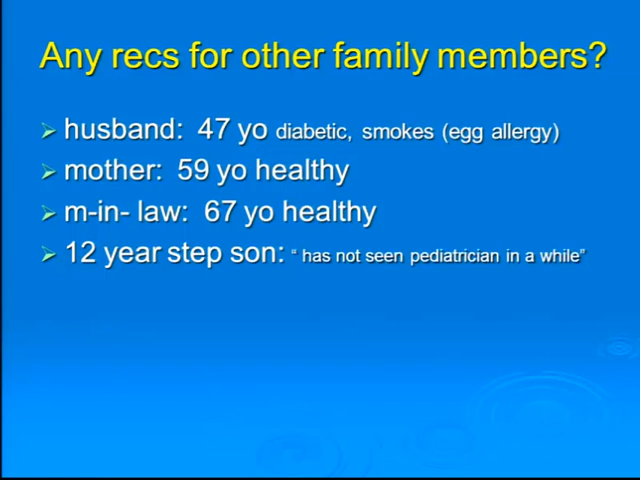 Any recs for other family members?
husband: 47 yo diabetic, smokes (egg allergy)
mother: 59 yo healthy
m-in- law: 67 yo healthy
12 year step son: “ has not seen pediatrician in a while”